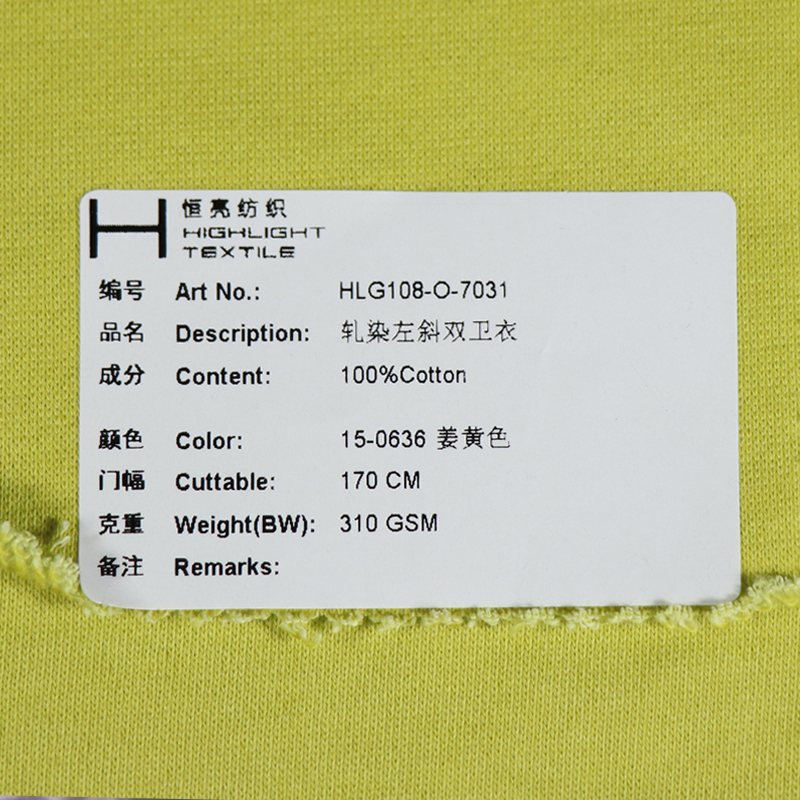 恒亮纺织
HIGHLIGHT
TEXTILE
编号 Art No.: HLG108-O-7031
品名 Description: 轧染左斜双卫衣
成分 Content: 100%Cotton
颜色 Color: 15-0636 姜黄色
门幅 Cuttable: 170 CM
克重 Weight(BW): 310 GSM
备注 Remarks: